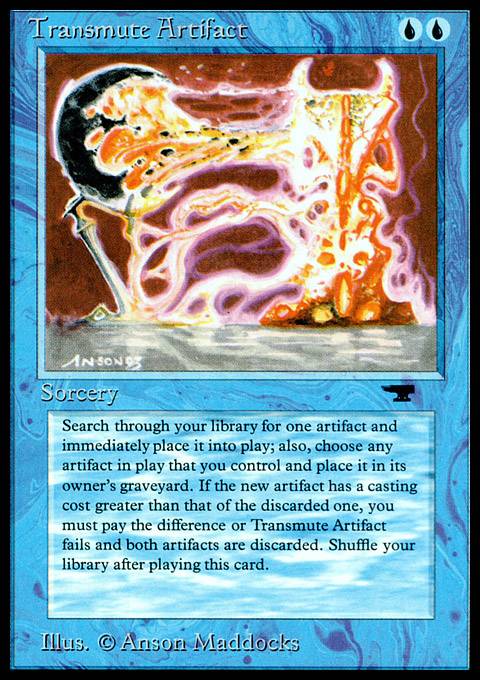 Transmute Artifact
ANSON93
Sorcery
Search through your library for one artifact and
immediately place it into play; also, choose any
artifact in play that you control and place it in its
owner's graveyard. If the new artifact has a casting
cost greater than that of the discarded one, you
must pay the difference or Transmute Artifact
fails and both artifacts are discarded. Shuffle your
library after playing this card.
Illus. © Anson Maddocks